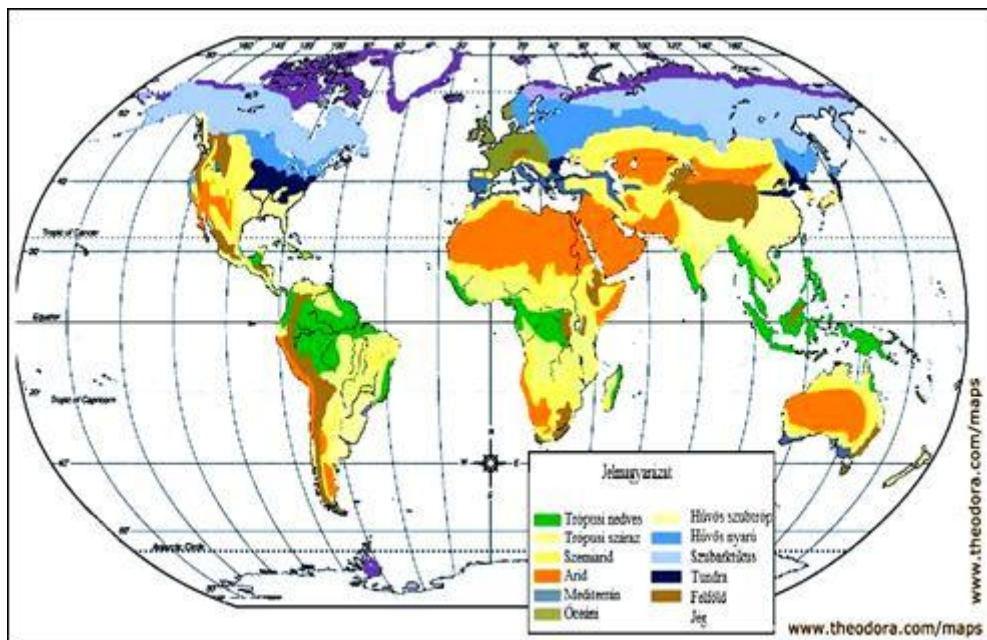 Tropic of Cancer
Equator
Tropic of Capricorn
Antarctic Circle
Jelmagyarázat
Trópusi nedves
Trópusi száraz
Szemiarid
Arid
Mediterrán
Óceáni
Hűvös szubtróp
Hűvös nyarú
Szubarktikus
Tundra
Felföld
Jég
www.theodora.com/maps
www.theodora.com/maps